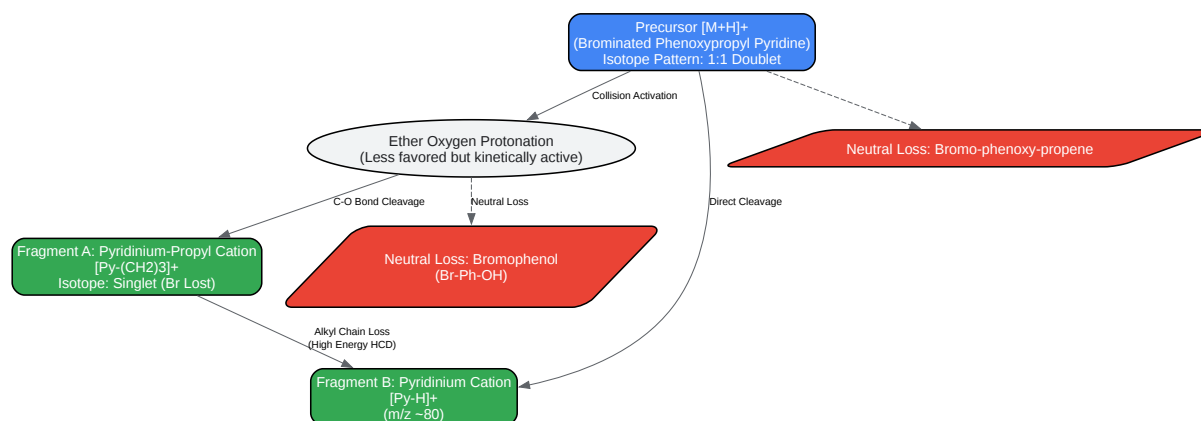 Precursor [M+H]+
(Brominated Phenoxypropyl Pyridine)
Isotope Pattern: 1:1 Doublet
Collision Activation
Ether Oxygen Protonation
(Less favored but kinetically active)
Neutral Loss: Bromo-phenoxy-propene
C-O Bond Cleavage
Neutral Loss
Direct Cleavage
Fragment A: Pyridinium-Propyl Cation
[Py-(CH2)3]+
Isotope: Singlet (Br Lost)
Neutral Loss: Bromophenol
(Br-Ph-OH)
Alkyl Chain Loss
(High Energy HCD)
Fragment B: Pyridinium Cation
[Py-H]+
(m/z ~80)